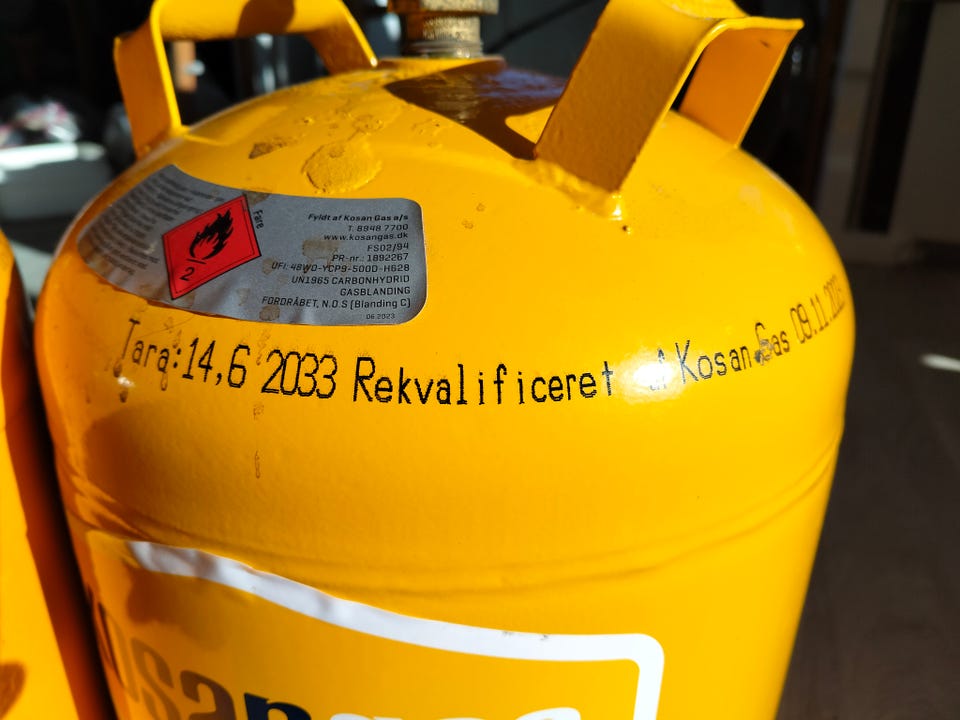 Fare
2
Fyldt af Kosan Gas a/s
T. 8948 7700
www.kosangas.dk
FS02/94
PR-nr.: 1892267
UFI: 48WD-YCP9-500D-H628
UN1965 CARBONHYDRID
GASBLANDING
FORDRÅBET, N.O.S (Blanding C)
06.2023
Tara:14,6 2033 Rekvalificeret af Kosan Gas 09.11.2023
osangas